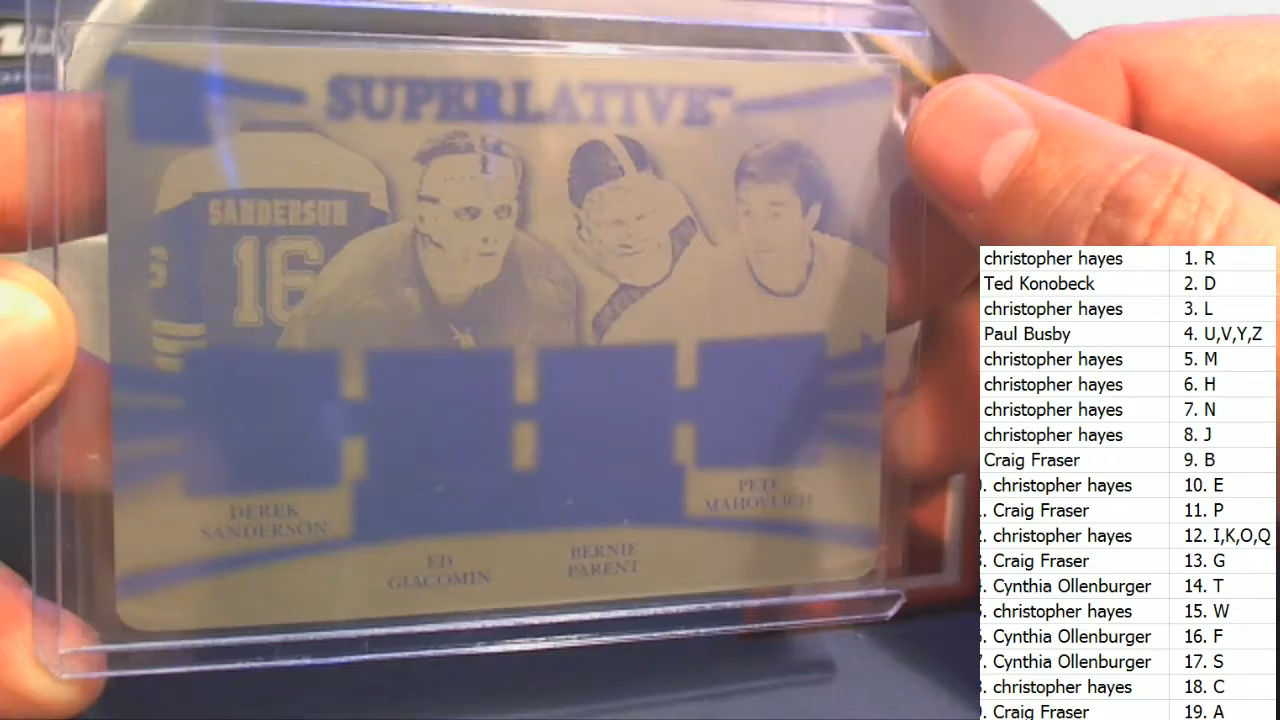 SUPERLATIVE™
SANDERSON
16
DEREK
SANDERSON
ED
GIACOMIN
BERNIE
PARENT
PETE
MAHOVLICH
christopher hayes 1. R
Ted Konobeck 2. D
christopher hayes 3. L
Paul Busby 4. U,V,Y,Z
christopher hayes 5. M
christopher hayes 6. H
christopher hayes 7. N
christopher hayes 8. J
Craig Fraser 9. B
. christopher hayes 10. E
. Craig Fraser 11. P
. christopher hayes 12. I,K,O,Q
. Craig Fraser 13. G
. Cynthia Ollenburger 14. T
. christopher hayes 15. W
. Cynthia Ollenburger 16. F
. Cynthia Ollenburger 17. S
. christopher hayes 18. C
. Craig Fraser 19. A